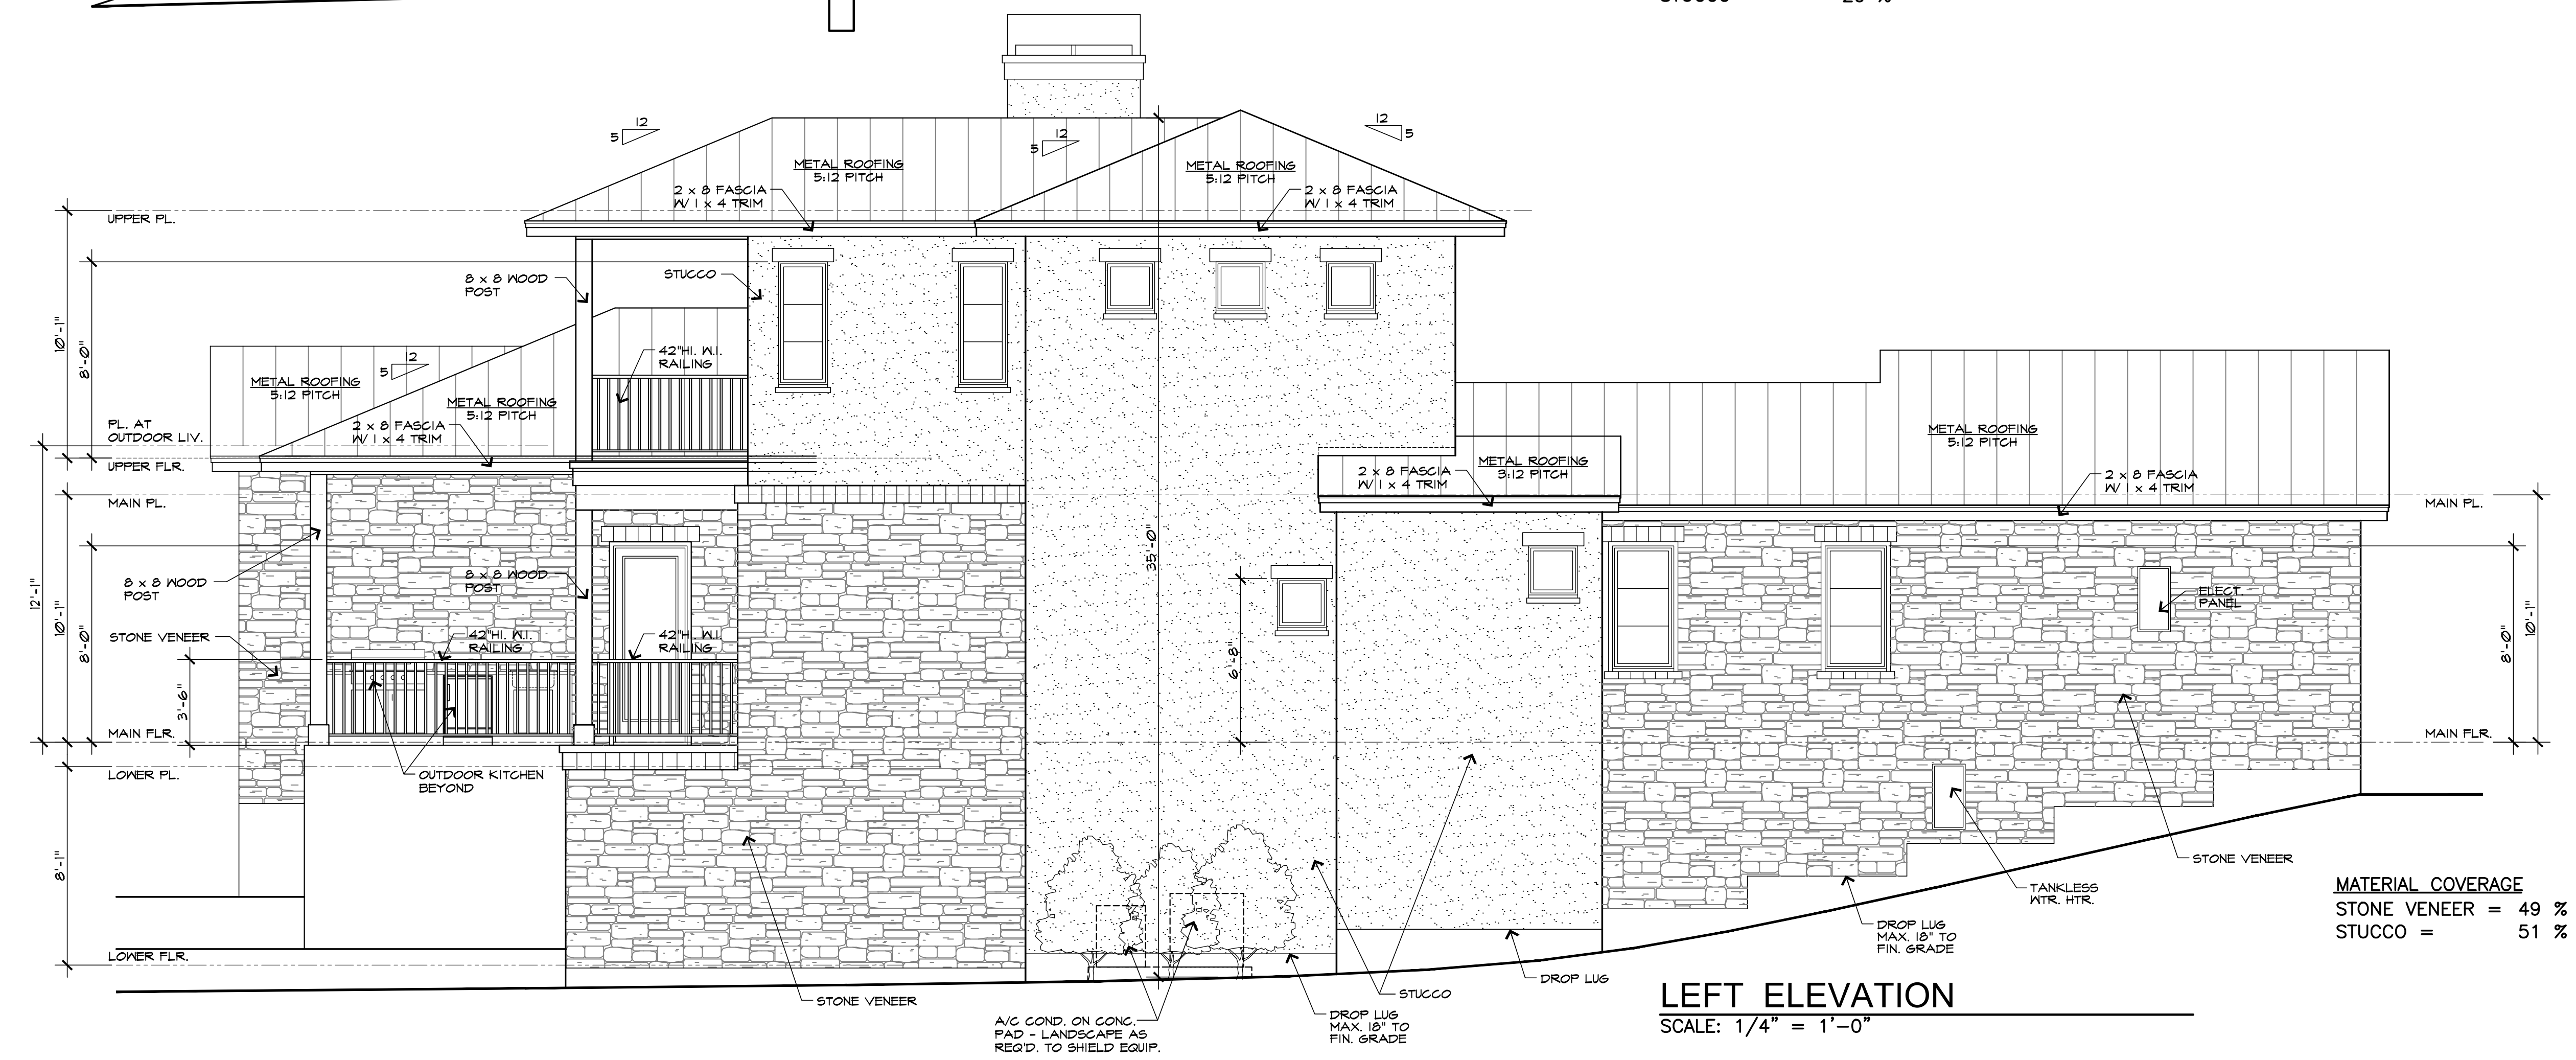 12
5
12
5
12
5
METAL ROOFING
5:12 PITCH
METAL ROOFING
5:12 PITCH
2 x 8 FASCIA
W/ 1 x 4 TRIM
2 x 8 FASCIA
W/ 1 x 4 TRIM
UPPER PL.
8 x 8 WOOD
POST
STUCCO
10'-1"
8'-0"
12
5
42"HI. W.I.
RAILING
METAL ROOFING
5:12 PITCH
METAL ROOFING
5:12 PITCH
PL. AT
OUTDOOR LIV.
2 x 8 FASCIA
W/ 1 x 4 TRIM
UPPER FLR.
METAL ROOFING
5:12 PITCH
2 x 8 FASCIA
W/ 1 x 4 TRIM
METAL ROOFING
3:12 PITCH
2 x 8 FASCIA
W/ 1 x 4 TRIM
MAIN PL.
MAIN PL.
35'-0"
8 x 8 WOOD
POST
8 x 8 WOOD
POST
ELECT.
PANEL
12'-1"
10'-1"
8'-0"
STONE VENEER
42"HI. W.I.
RAILING
42"HI. W.I.
RAILING
3'-6"
6'-8"
8'-0"
10'-1"
MAIN FLR.
MAIN FLR.
LOWER PL.
OUTDOOR KITCHEN
BEYOND
8'-1"
STONE VENEER
TANKLESS
WTR. HTR.
MATERIAL COVERAGE
STONE VENEER = 49 %
STUCCO = 51 %
DROP LUG
MAX. 18" TO
FIN. GRADE
LOWER FLR.
DROP LUG
STUCCO
STONE VENEER
A/C COND. ON CONC.
PAD - LANDSCAPE AS
REQ'D. TO SHIELD EQUIP.
DROP LUG
MAX. 18" TO
FIN. GRADE
LEFT ELEVATION
SCALE: 1/4" = 1'-0"